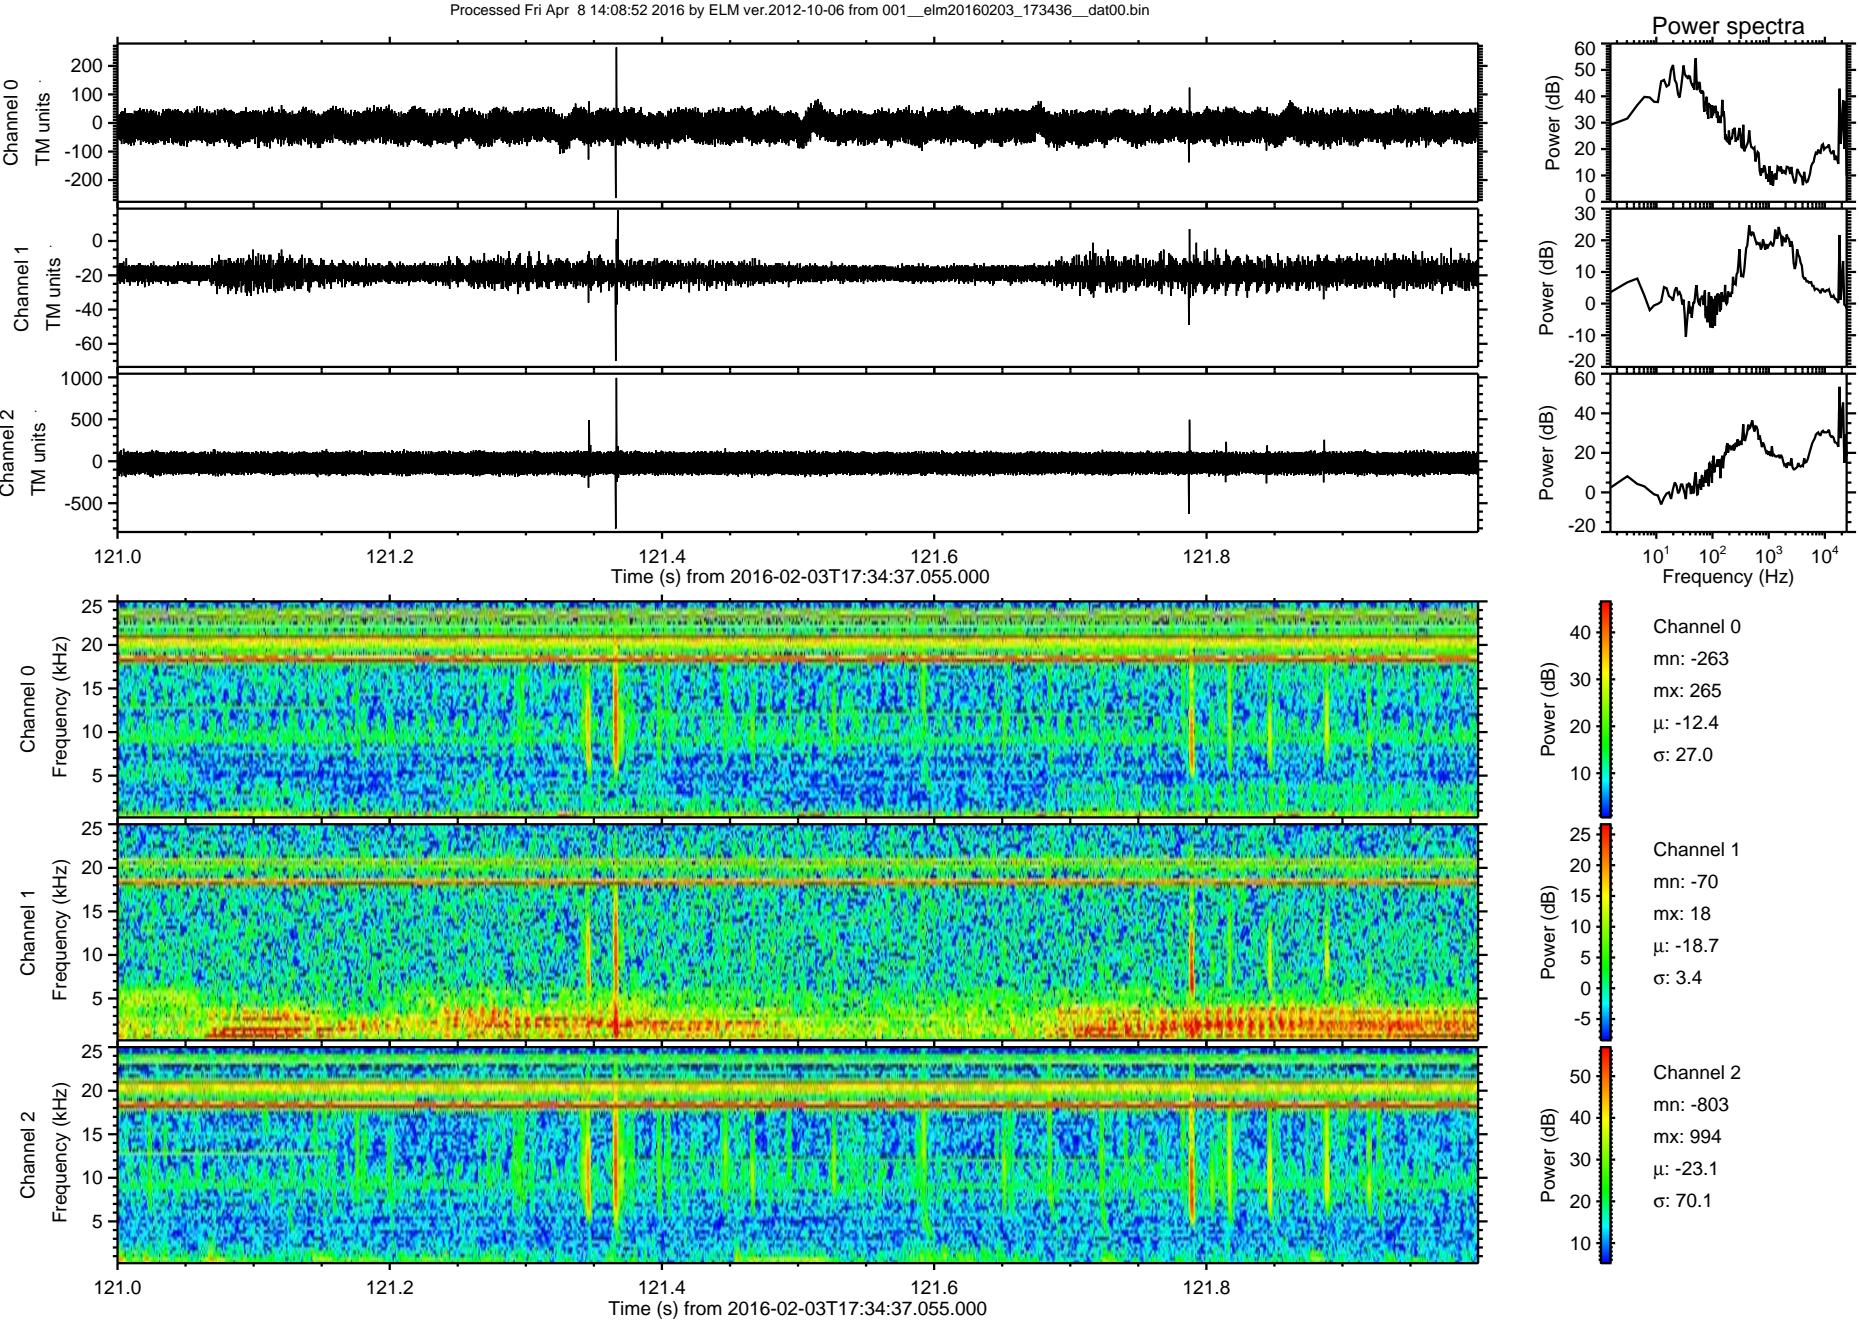 Processed Fri Apr  8 14:08:52 2016 by ELM ver.2012-10-06 from 001__elm20160203_173436__dat00.bin
Power spectra
Channel 0
TM units
200
100
0
-100
-200
Power (dB)
60
50
40
30
20
10
0
Channel 1
TM units
0
-20
-40
-60
Power (dB)
30
20
10
0
-10
-20
Channel 2
TM units
1000
500
0
-500
Power (dB)
60
40
20
0
-20
121.0 121.2 121.4 121.6 121.8
Time (s) from 2016-02-03T17:34:37.055.000
10¹ 10² 10³ 10⁴
Frequency (Hz)
Channel 0
Frequency (kHz)
25
20
15
10
5
Power (dB)
40
30
20
10
Channel 0
mn: -263
mx: 265
μ: -12.4
σ: 27.0
Channel 1
Frequency (kHz)
25
20
15
10
5
Power (dB)
25
20
15
10
5
0
-5
Channel 1
mn: -70
mx: 18
μ: -18.7
σ: 3.4
Channel 2
Frequency (kHz)
25
20
15
10
5
Power (dB)
50
40
30
20
10
Channel 2
mn: -803
mx: 994
μ: -23.1
σ: 70.1
121.0 121.2 121.4 121.6 121.8
Time (s) from 2016-02-03T17:34:37.055.000